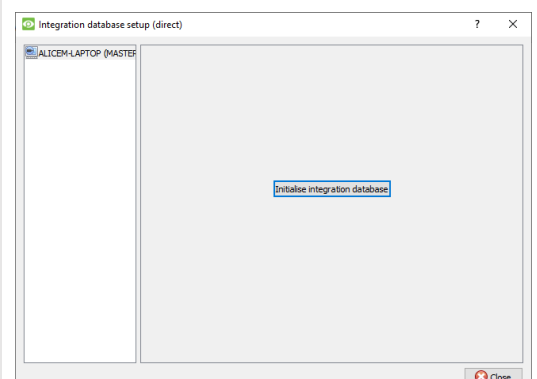 Integration database setup (direct)
?
ALICEM-LAPTOP (MASTER
Initialise integration database
Close